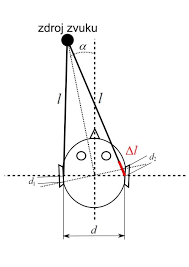 zdroj zvuku
α
l l
Δl
d₁ d₂
d